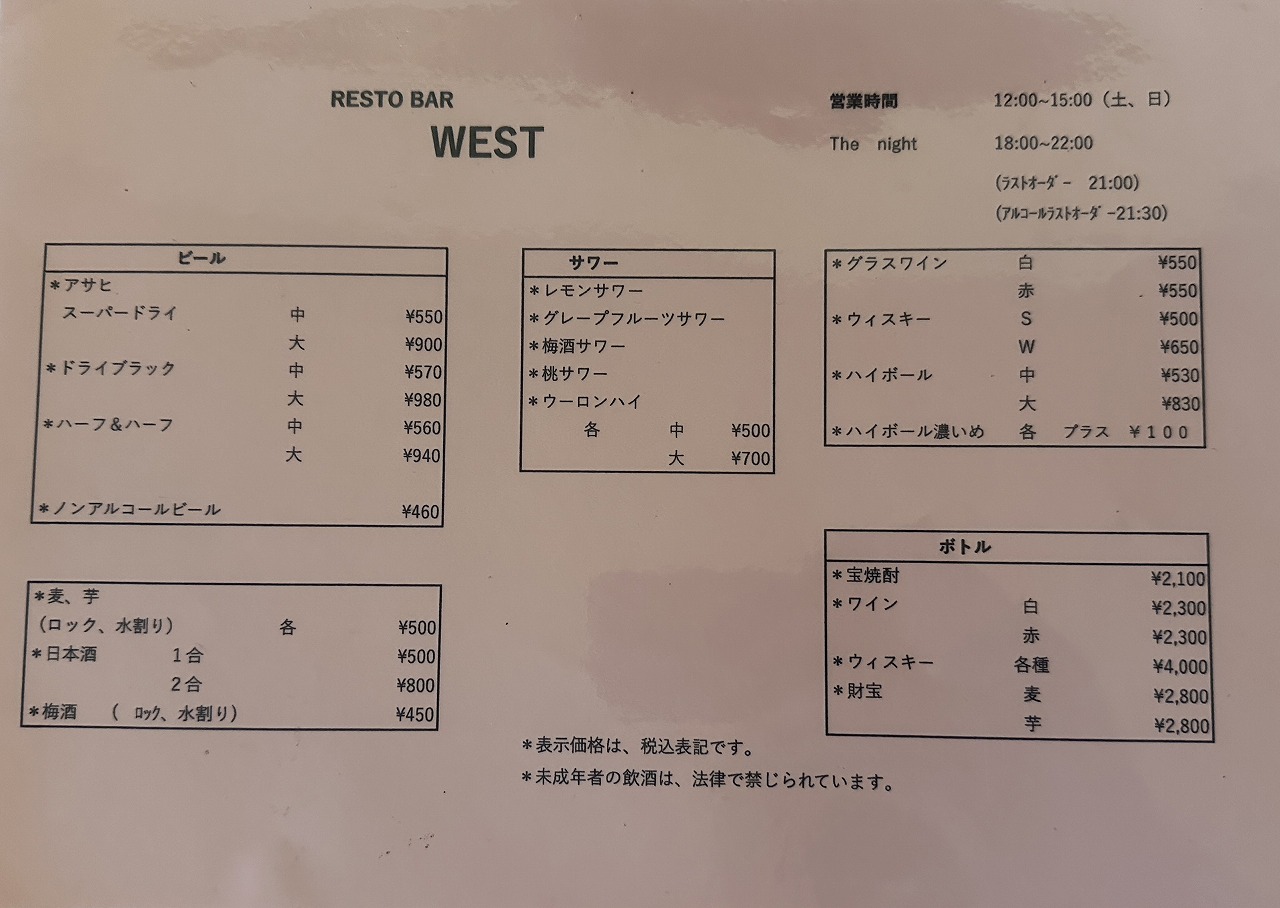 RESTO BAR
WEST
営業時間 12:00~15:00（土、日）
The night 18:00~22:00
(ﾗｽﾄｵｰﾀﾞｰ 21:00)
(ｱﾙｺｰﾙﾗｽﾄｵｰﾀﾞｰ21:30)
ビール
＊アサヒ
スーパードライ 中 ¥550
大 ¥900
＊ドライブラック 中 ¥570
大 ¥980
＊ハーフ＆ハーフ 中 ¥560
大 ¥940
＊ノンアルコールビール ¥460
サワー
＊レモンサワー
＊グレープフルーツサワー
＊梅酒サワー
＊桃サワー
＊ウーロンハイ
各 中 ¥500
大 ¥700
＊グラスワイン 白 ¥550
赤 ¥550
＊ウィスキー S ¥500
W ¥650
＊ハイボール 中 ¥530
大 ¥830
＊ハイボール濃いめ 各 プラス ￥１００
＊麦、芋
（ロック、水割り） 各 ¥500
＊日本酒 １合 ¥500
２合 ¥800
＊梅酒 （ ﾛｯｸ、水割り） ¥450
ボトル
＊宝焼酎 ¥2,100
＊ワイン 白 ¥2,300
赤 ¥2,300
＊ウィスキー 各種 ¥4,000
＊財宝 麦 ¥2,800
芋 ¥2,800
＊表示価格は、税込表記です。
＊未成年者の飲酒は、法律で禁じられています。